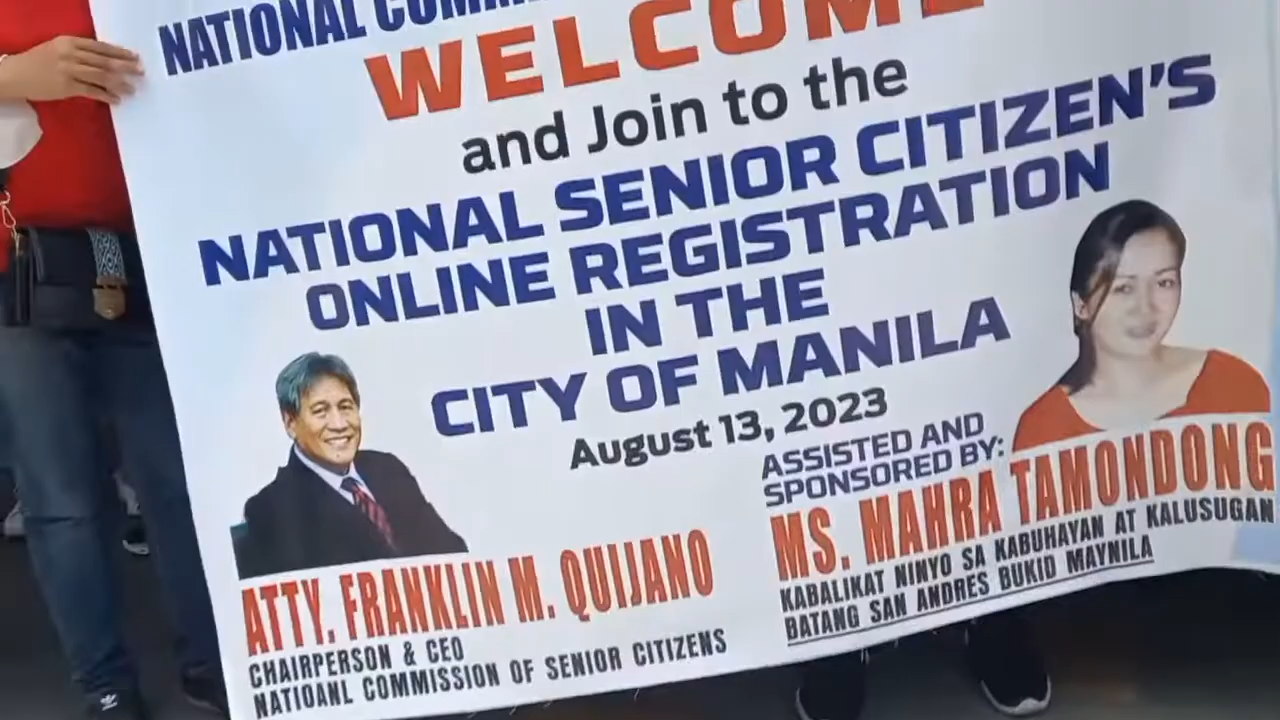 NATIONAL
WELCOME
and Join to the
NATIONAL SENIOR CITIZEN'S
ONLINE REGISTRATION
IN THE
CITY OF MANILA
August 13, 2023
ASSISTED AND
SPONSORED BY:
MS. MAHRA TAMONDONG
KABALIKAT NINYO SA KABUHAYAN AT KALUSUGAN
BATANG SAN ANDRES BUKID MAYNILA
ATTY. FRANKLIN M. QUIJANO
CHAIRPERSON & CEO
NATIOANL COMMISSION OF SENIOR CITIZENS